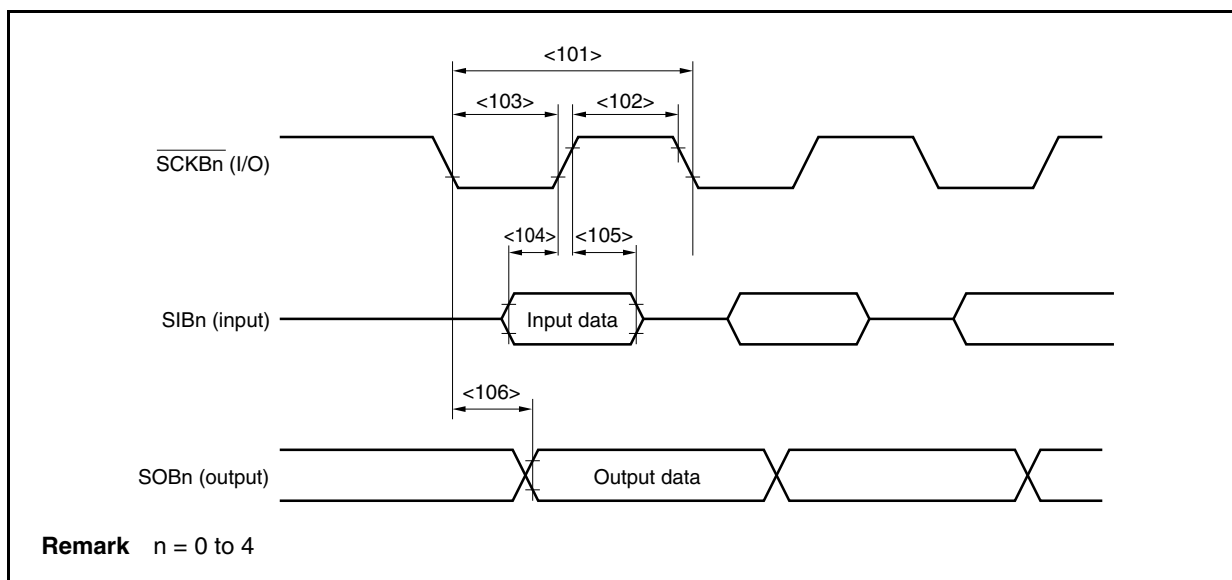 <101>
<103> <102>
SCKBn (I/O)
<104> <105>
SIBn (input) Input data
<106>
SOBn (output) Output data
Remark n = 0 to 4